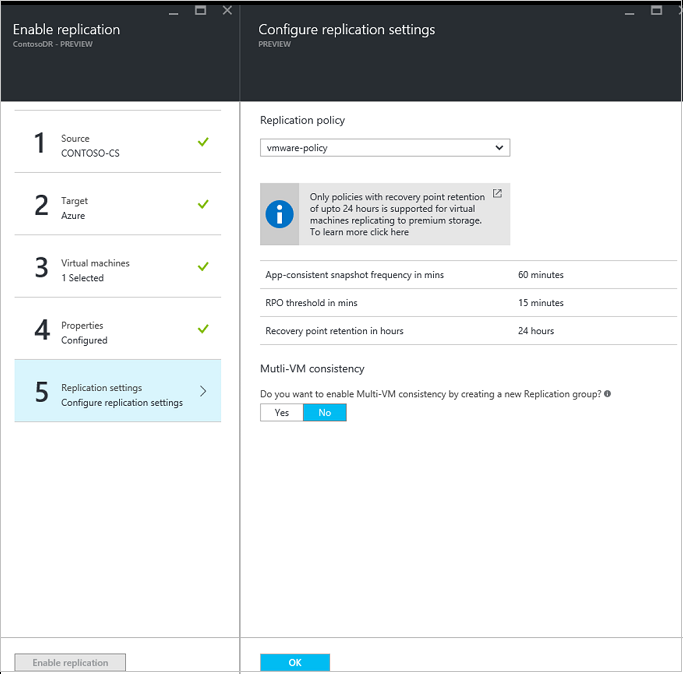 Enable replication
ContosoDR - PREVIEW
1
Source
CONTOSO-CS
2
Target
Azure
3
Virtual machines
1 Selected
4
Properties
Configured
5
Replication settings
Configure replication settings
Enable replication
Configure replication settings
PREVIEW
Replication policy
vmware-policy
Only policies with recovery point retention
of upto 24 hours is supported for virtual
machines replicating to premium storage.
To learn more click here
App-consistent snapshot frequency in mins 60 minutes
RPO threshold in mins 15 minutes
Recovery point retention in hours 24 hours
Mutli-VM consistency
Do you want to enable Multi-VM consistency by creating a new Replication group?
Yes No
OK